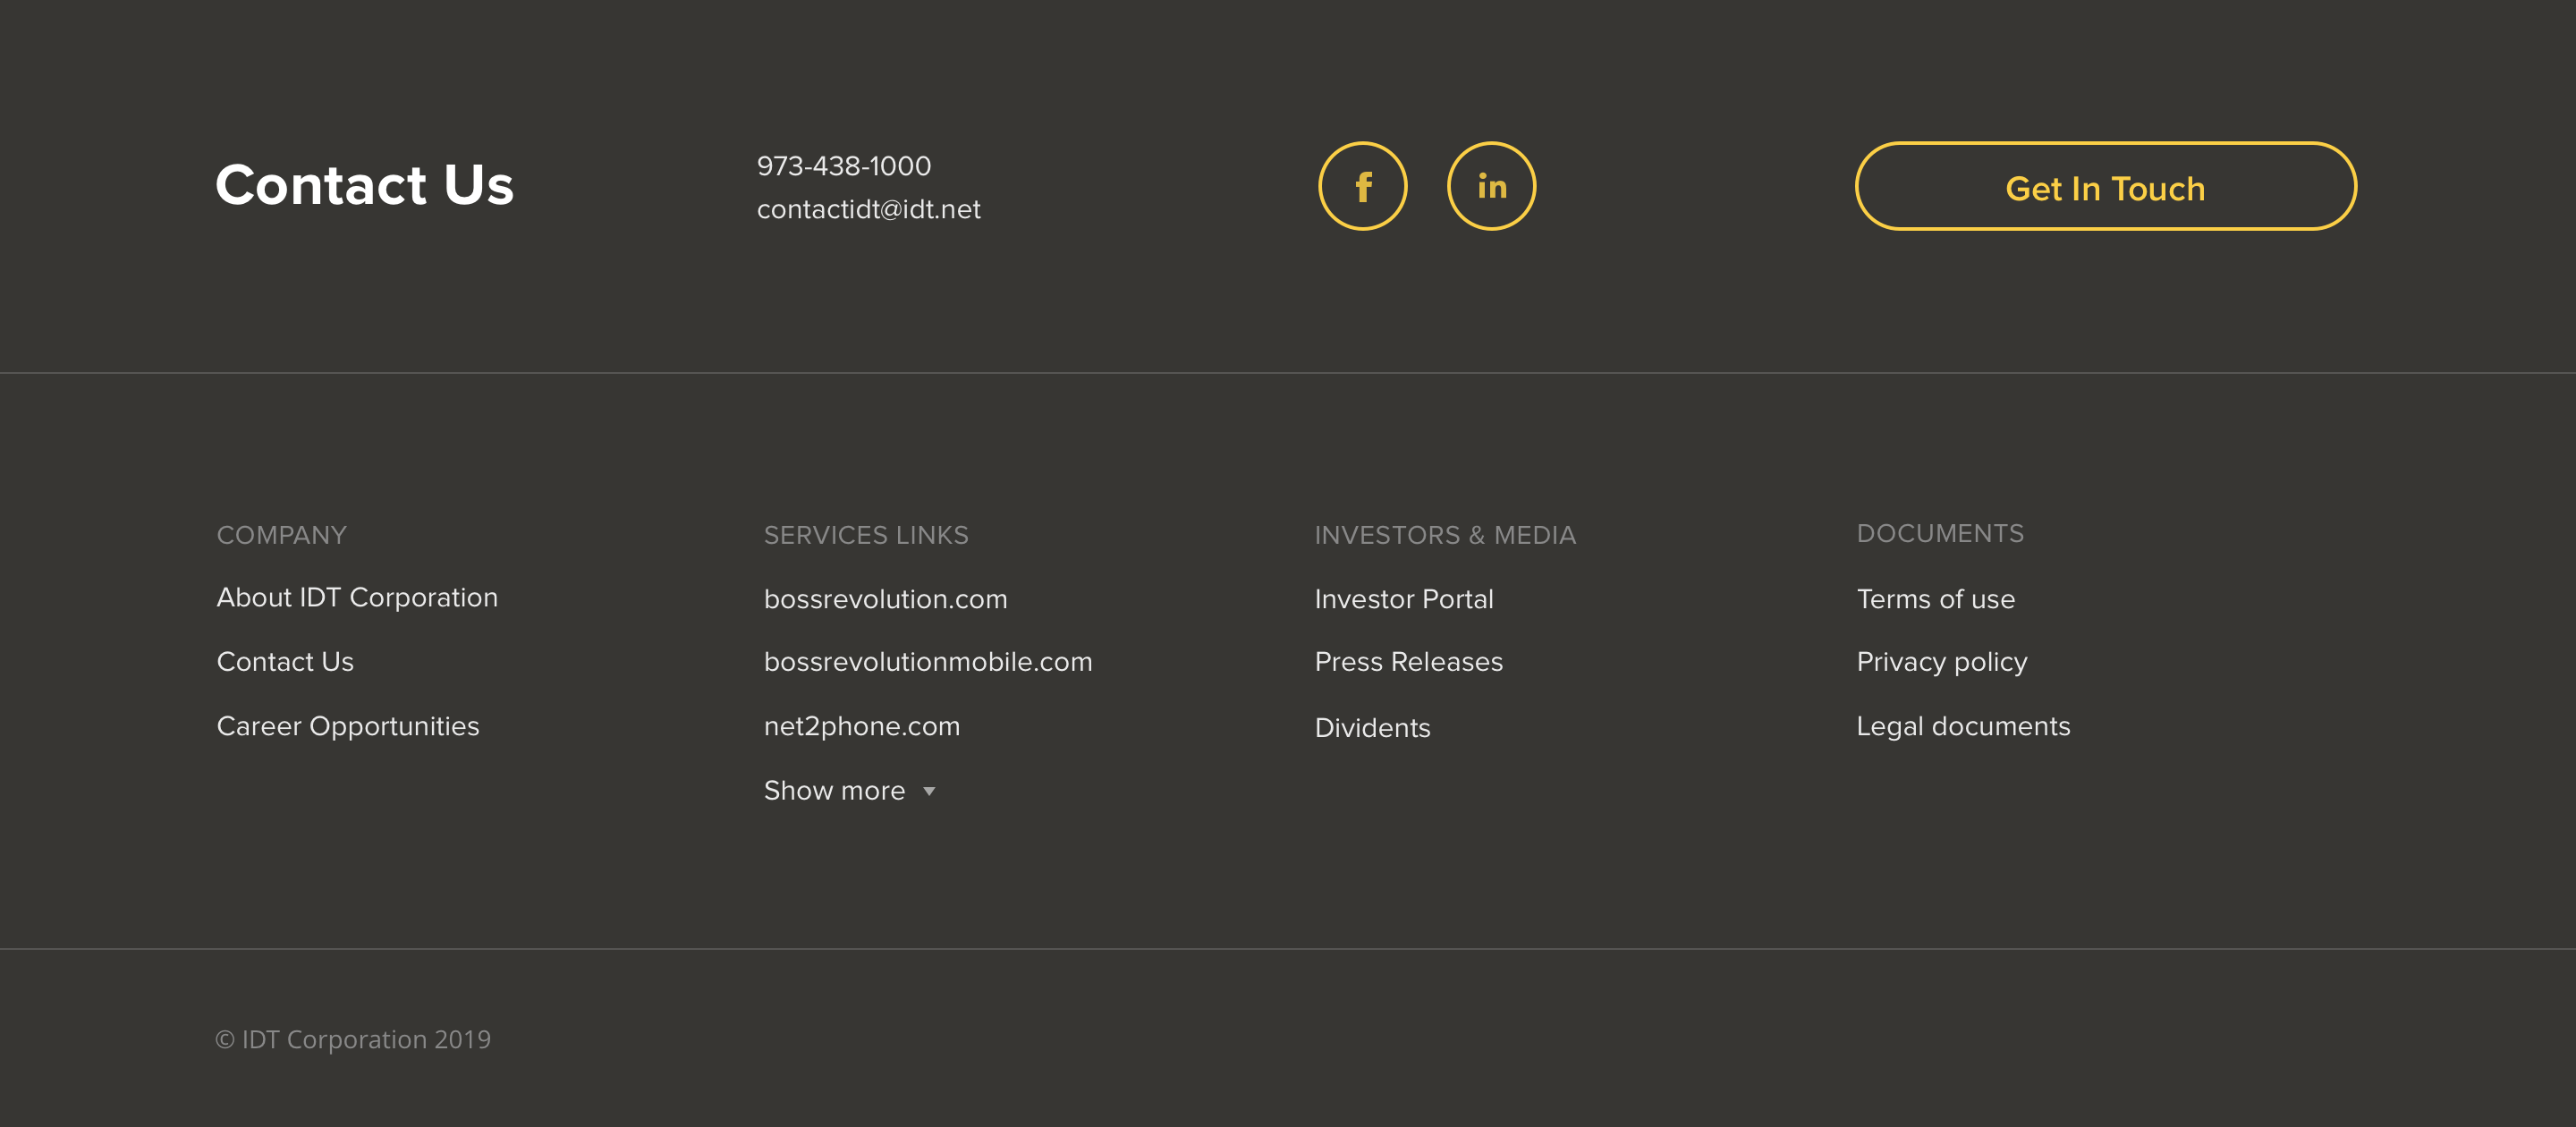 Contact Us
973-438-1000
contactidt@idt.net
f
in
Get In Touch
COMPANY
About IDT Corporation
Contact Us
Career Opportunities
SERVICES LINKS
bossrevolution.com
bossrevolutionmobile.com
net2phone.com
Show more
INVESTORS & MEDIA
Investor Portal
Press Releases
Dividents
DOCUMENTS
Terms of use
Privacy policy
Legal documents
© IDT Corporation 2019